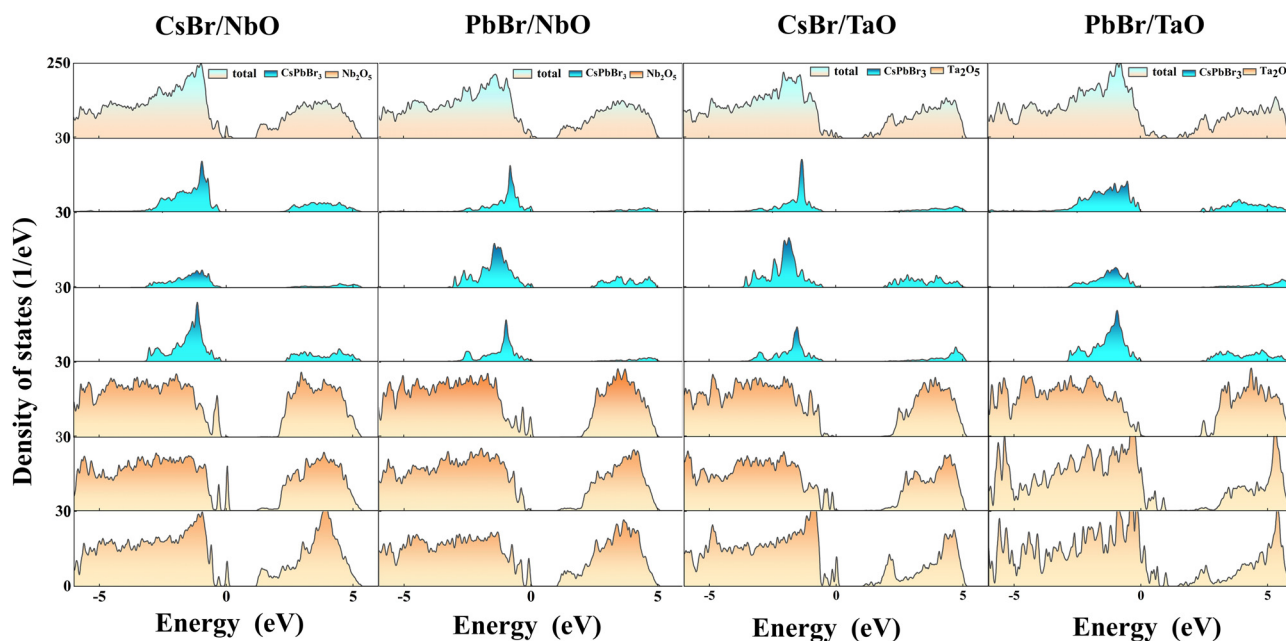 CsBr/NbO PbBr/NbO CsBr/TaO PbBr/TaO
250
total CsPbBr3 Nb2O5
total CsPbBr3 Nb2O5
total CsPbBr3 Ta2O5
total CsPbBr3 Ta2O
30
30
30
30
30
30
0
Density of states (1/eV)
-5 0 5 -5 0 5 -5 0 5 -5 0 5
Energy (eV) Energy (eV) Energy (eV) Energy (eV)